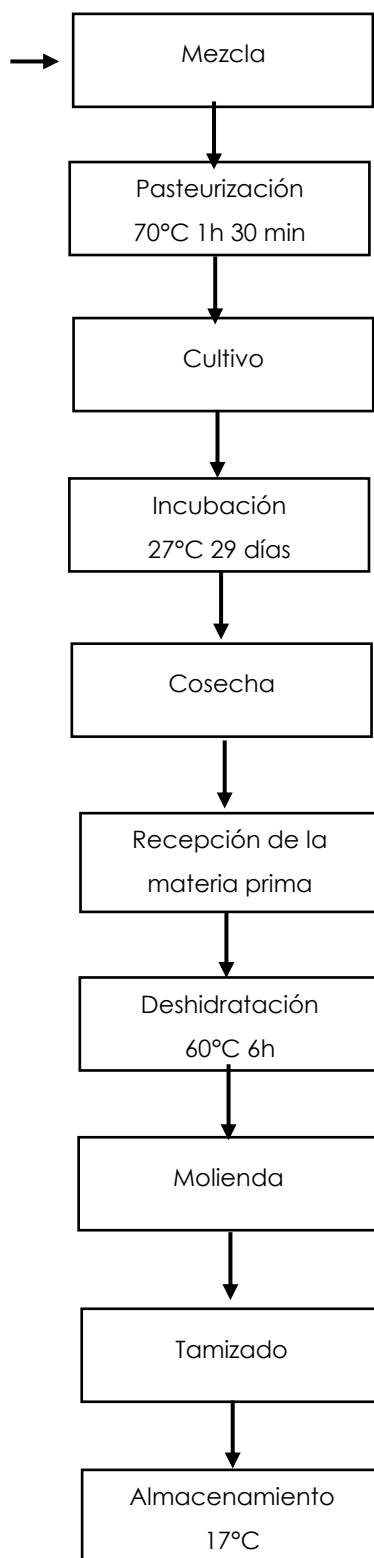 Mezcla
Pasteurización
70°C 1h 30 min
Cultivo
Incubación
27°C 29 días
Cosecha
Recepción de la
materia prima
Deshidratación
60°C 6h
Molienda
Tamizado
Almacenamiento
17°C